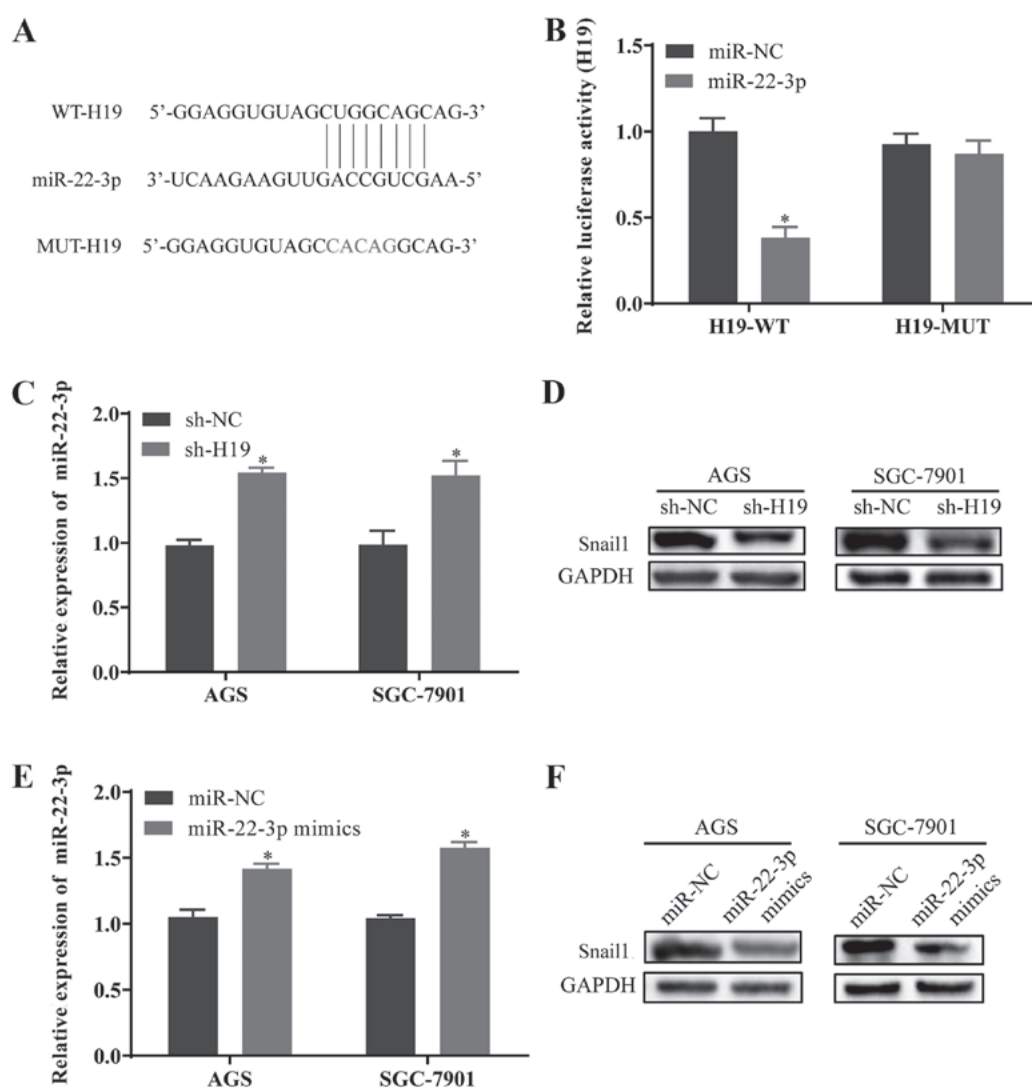 A
WT-H19 5’-GGAGGUGUAGCUGGCAGCAG-3’
miR-22-3p 3’-UCAAGAAGUUGACCGUCGAA-5’
MUT-H19 5’-GGAGGUGUAGCCACAGGCAG-3’
B
Relative luciferase activity (H19)
miR-NC
miR-22-3p
1.5
1.0
0.5
0.0
*
H19-WT H19-MUT
C
Relative expression of miR-22-3p
sh-NC
sh-H19
2.0
1.5
1.0
0.5
0.0
* *
AGS SGC-7901
D
AGS SGC-7901
sh-NC sh-H19 sh-NC sh-H19
Snail1
GAPDH
E
Relative expression of miR-22-3p
miR-NC
miR-22-3p mimics
2.0
1.5
1.0
0.5
0.0
* *
AGS SGC-7901
F
AGS SGC-7901
miR-NC miR-22-3p mimics miR-NC miR-22-3p mimics
Snail1
GAPDH